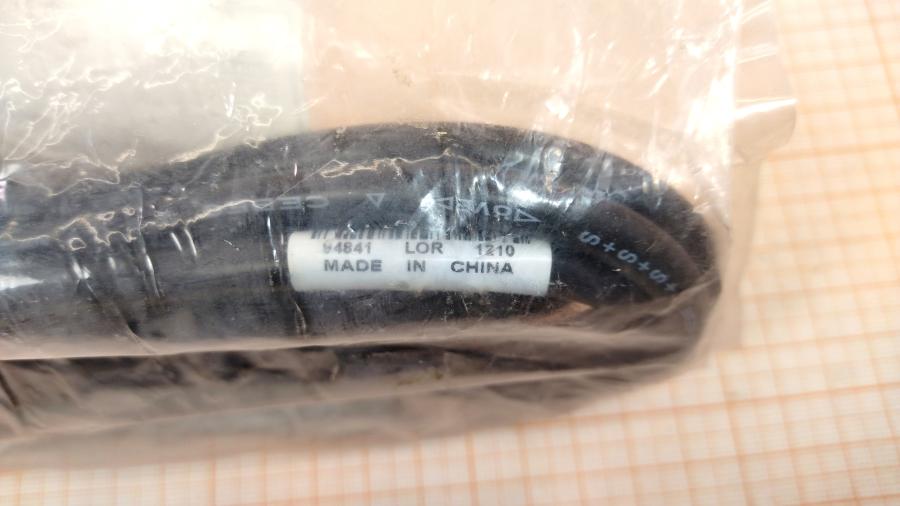 94841 LOR 1210
MADE IN CHINA
S+S+S+